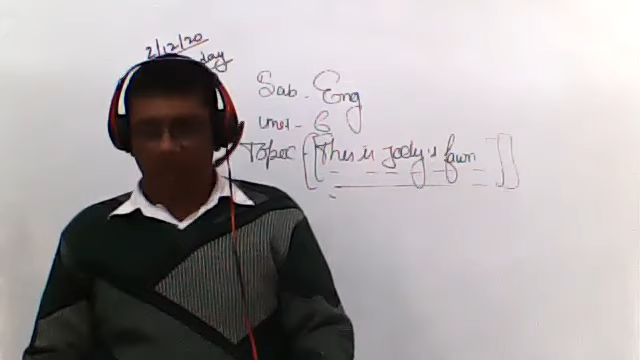 2/12/20
day
Sub - Eng
Unit - 6
Topic [[This is Jody's fawn]]